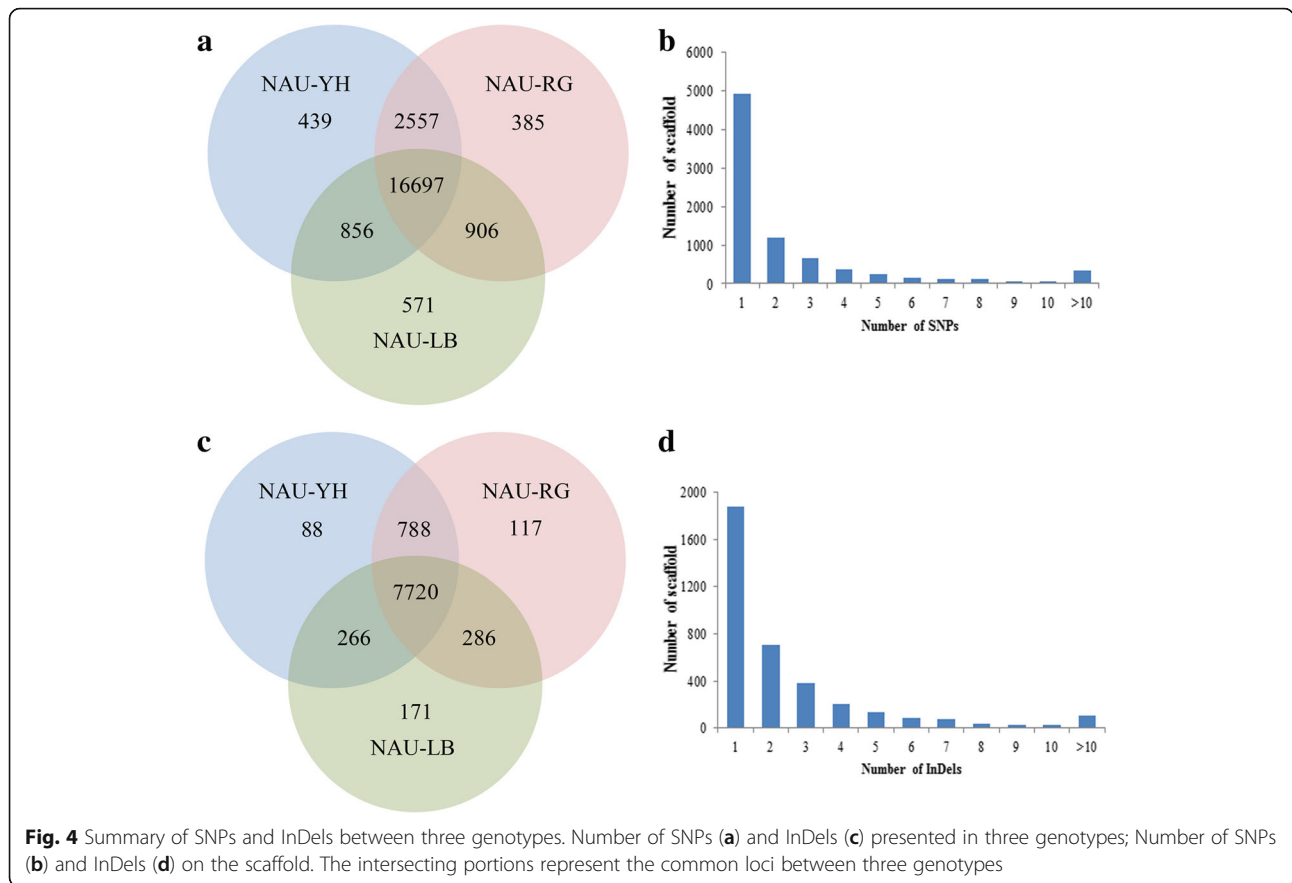 a
NAU-YH
439
2557
NAU-RG
385
16697
856
906
571
NAU-LB
b
Number of scaffold
6000
5000
4000
3000
2000
1000
0
1 2 3 4 5 6 7 8 9 10 >10
Number of SNPs
c
NAU-YH
88
788
NAU-RG
117
7720
266
286
171
NAU-LB
d
Number of scaffold
2000
1600
1200
800
400
0
1 2 3 4 5 6 7 8 9 10 >10
Number of InDels
Fig. 4 Summary of SNPs and InDels between three genotypes. Number of SNPs (a) and InDels (c) presented in three genotypes; Number of SNPs
(b) and InDels (d) on the scaffold. The intersecting portions represent the common loci between three genotypes